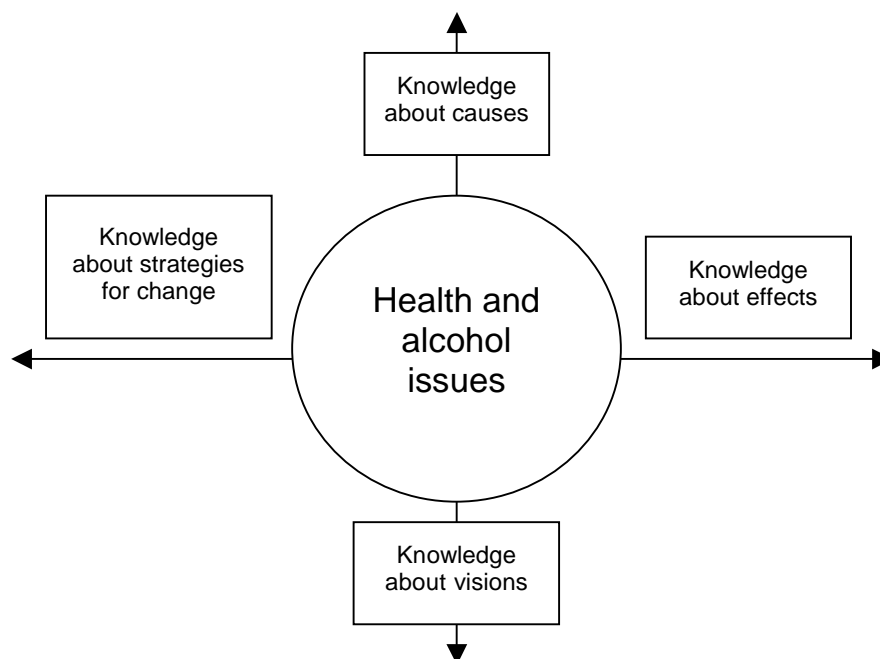 Knowledge
about causes
Knowledge
about strategies
for change
Health and
alcohol
issues
Knowledge
about effects
Knowledge
about visions